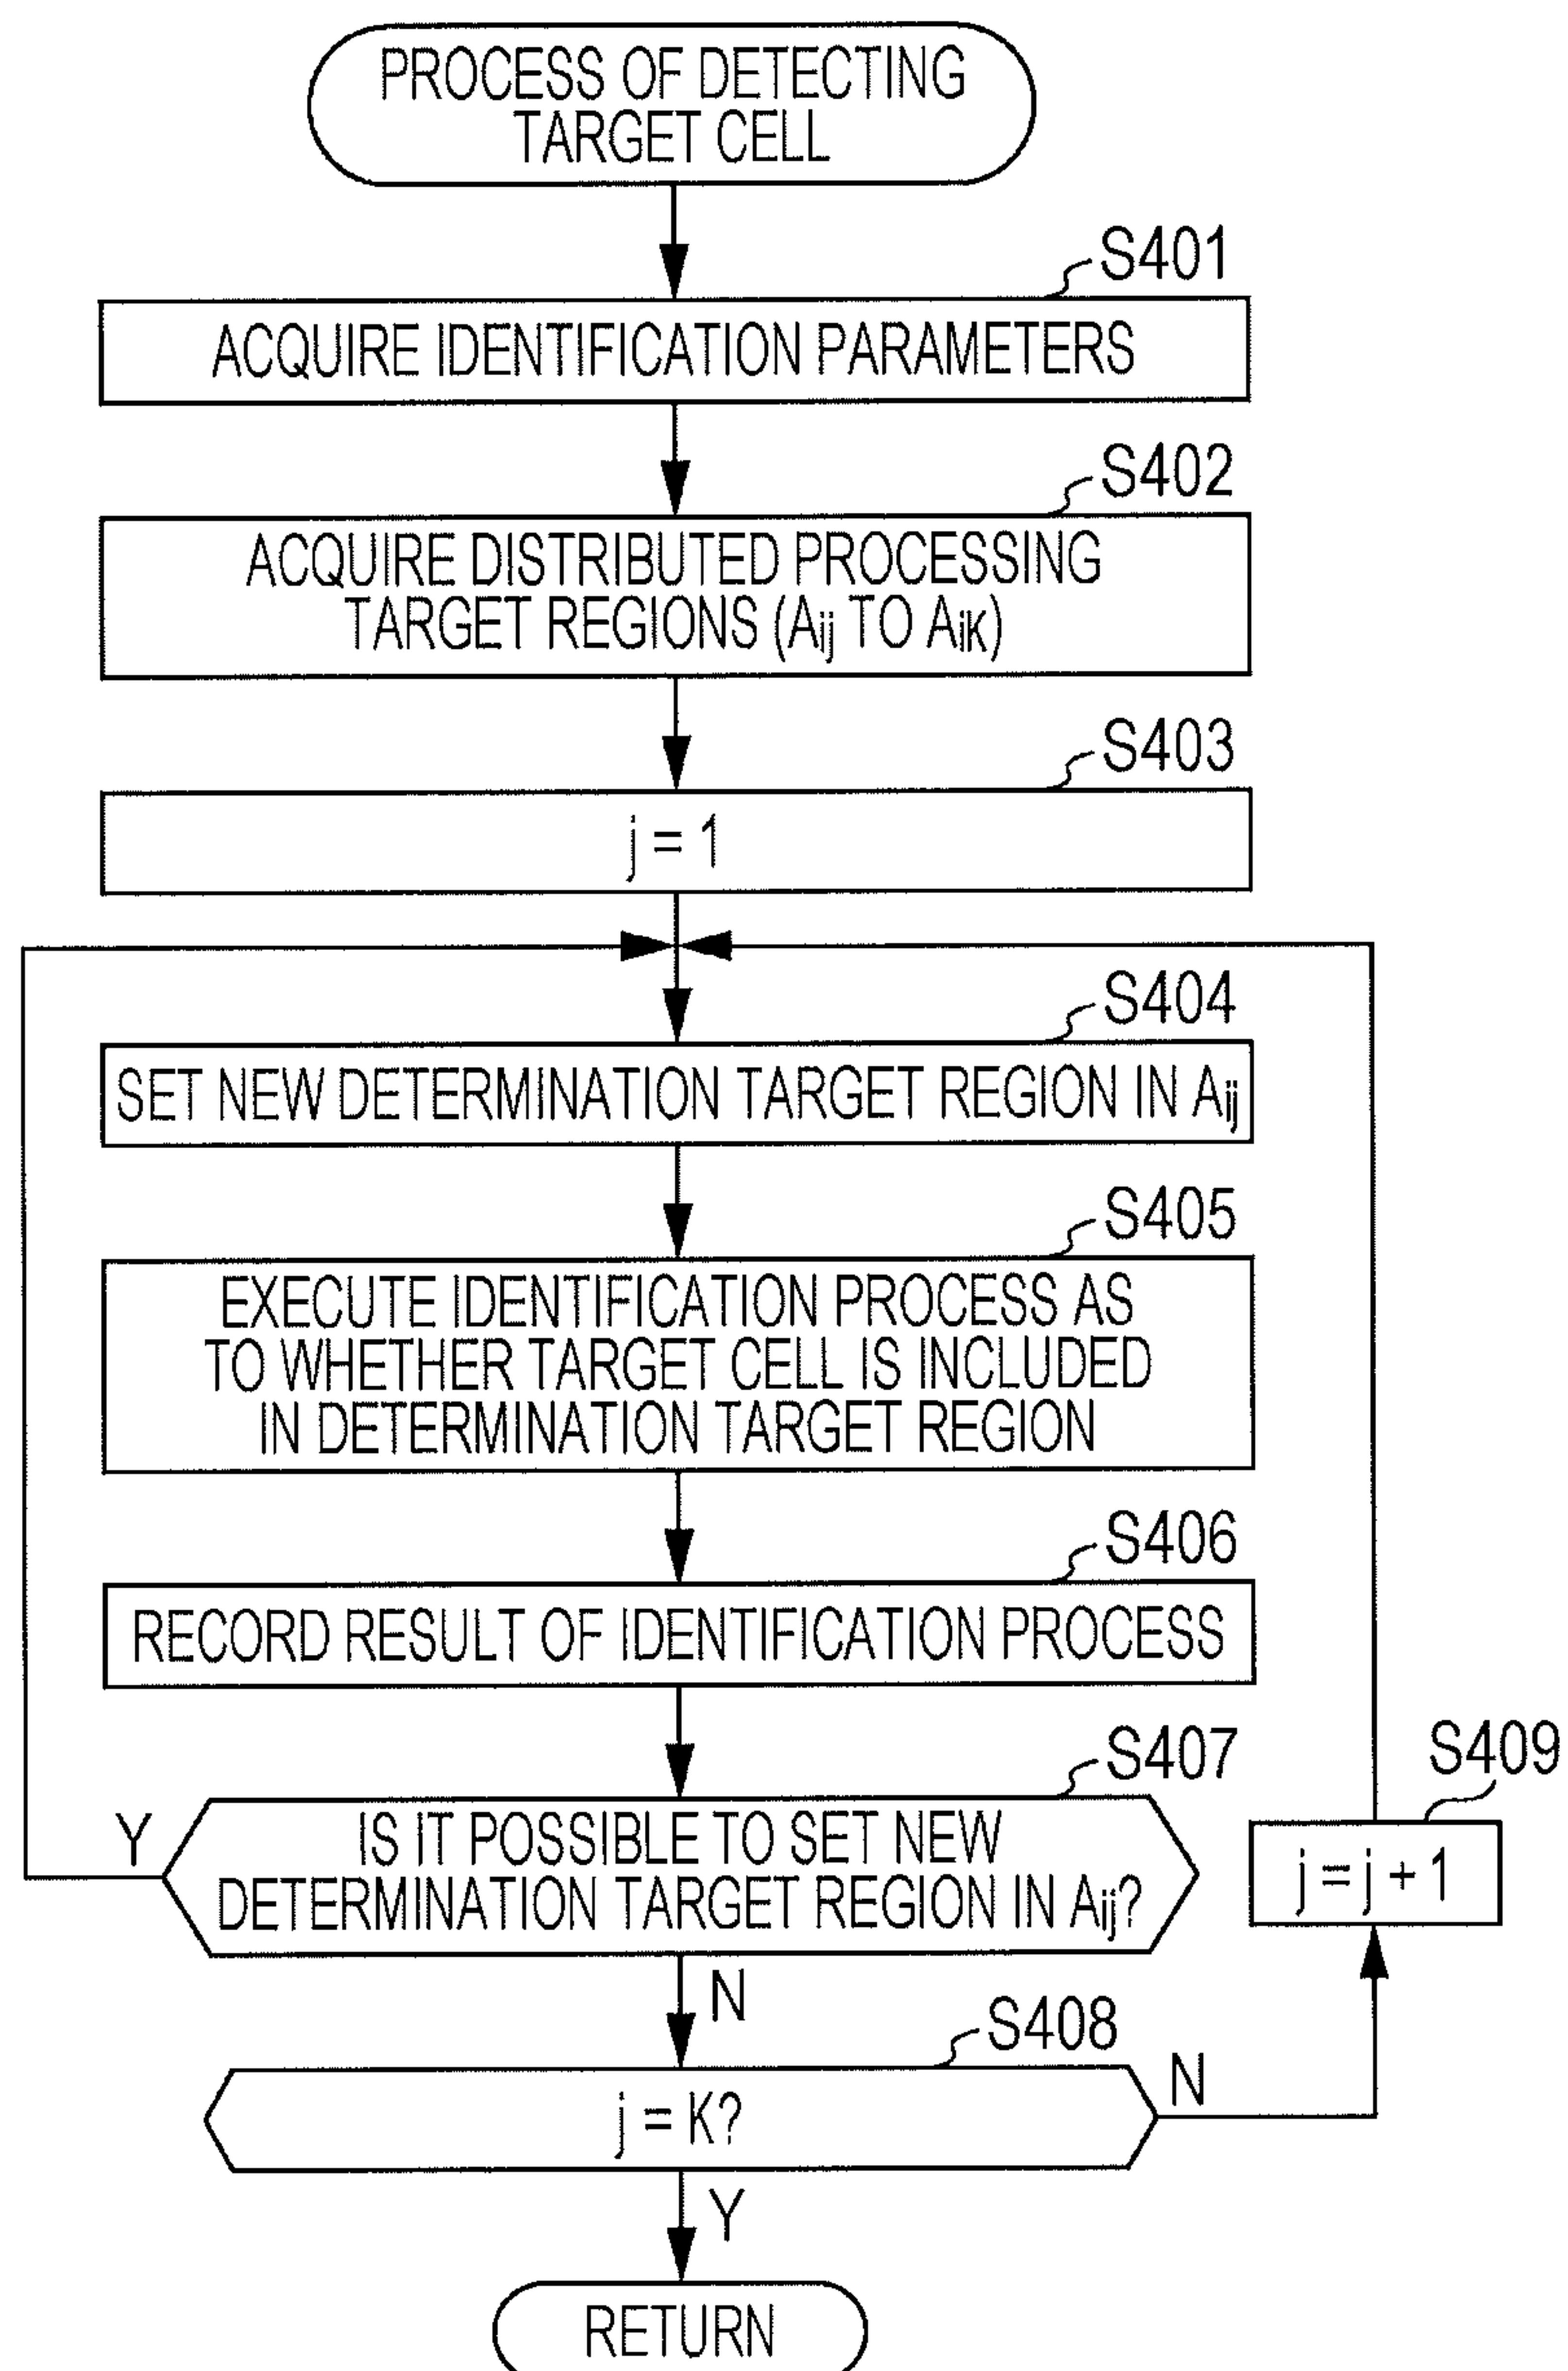 PROCESS OF DETECTING
TARGET CELL
S401
ACQUIRE IDENTIFICATION PARAMETERS
S402
ACQUIRE DISTRIBUTED PROCESSING
TARGET REGIONS (Aij TO AiK)
S403
j = 1
S404
SET NEW DETERMINATION TARGET REGION IN Aij
S405
EXECUTE IDENTIFICATION PROCESS AS
TO WHETHER TARGET CELL IS INCLUDED
IN DETERMINATION TARGET REGION
S406
RECORD RESULT OF IDENTIFICATION PROCESS
S407
IS IT POSSIBLE TO SET NEW
DETERMINATION TARGET REGION IN Aij?
Y
N
S409
j = j + 1
S408
j = K?
N
Y
RETURN